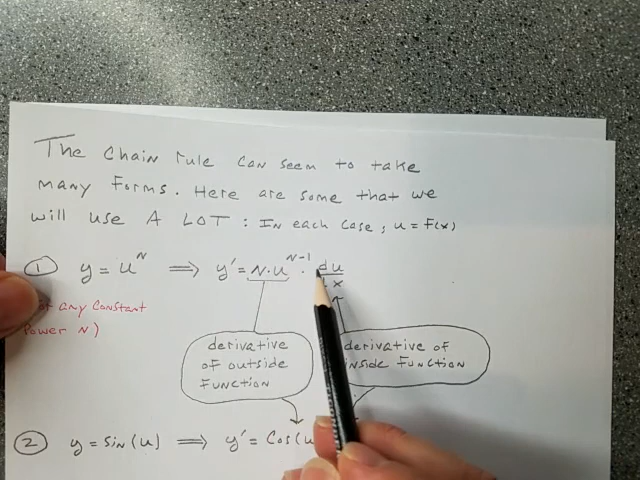 The Chain rule can seem to take
many Forms. Here are some that we
will use A LOT: IN each case, u = F(x)
① y = u^N ⟹ y' = N·u^{N-1} · du
x
any constant
Power N)
derivative
of outside
Function
derivative of
inside Function
② y = sin(u) ⟹ y' = Cos(u